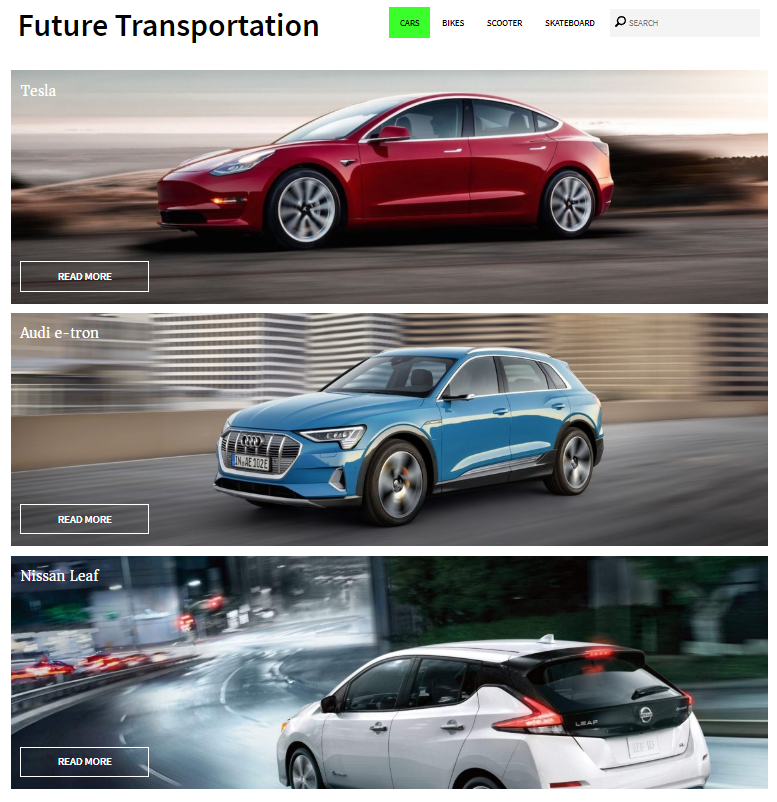 Future Transportation
CARS
BIKES
SCOOTER
SKATEBOARD
SEARCH
Tesla
READ MORE
Audi e-tron
IN AE 102E
READ MORE
Nissan Leaf
LEAF
READ MORE